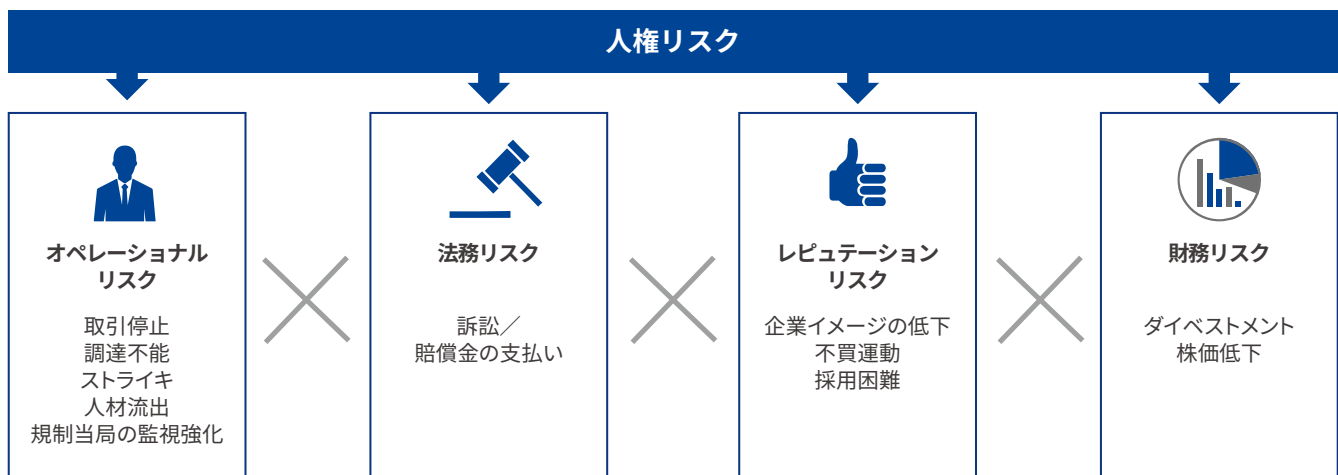 人権リスク
オペレーショナル
リスク
取引停止
調達不能
ストライキ
人材流出
規制当局の監視強化
法務リスク
訴訟／
賠償金の支払い
レピュテーション
リスク
企業イメージの低下
不買運動
採用困難
財務リスク
ダイベストメント
株価低下